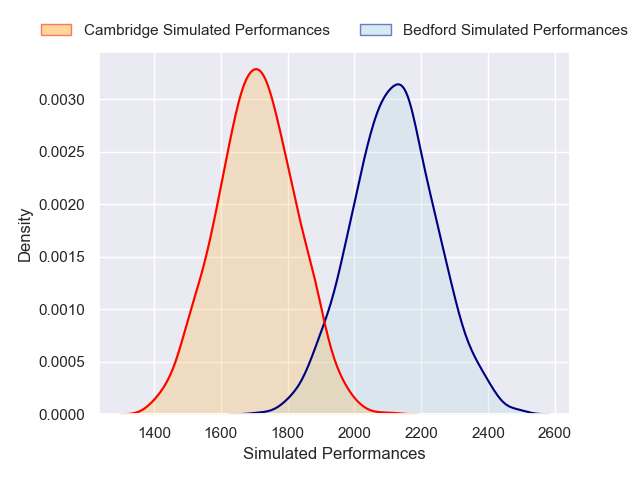 Cambridge Simulated Performances Bedford Simulated Performances
0.0030
0.0025
0.0020
0.0015
0.0010
0.0005
0.0000
Density
1400 1600 1800 2000 2200 2400 2600
Simulated Performances